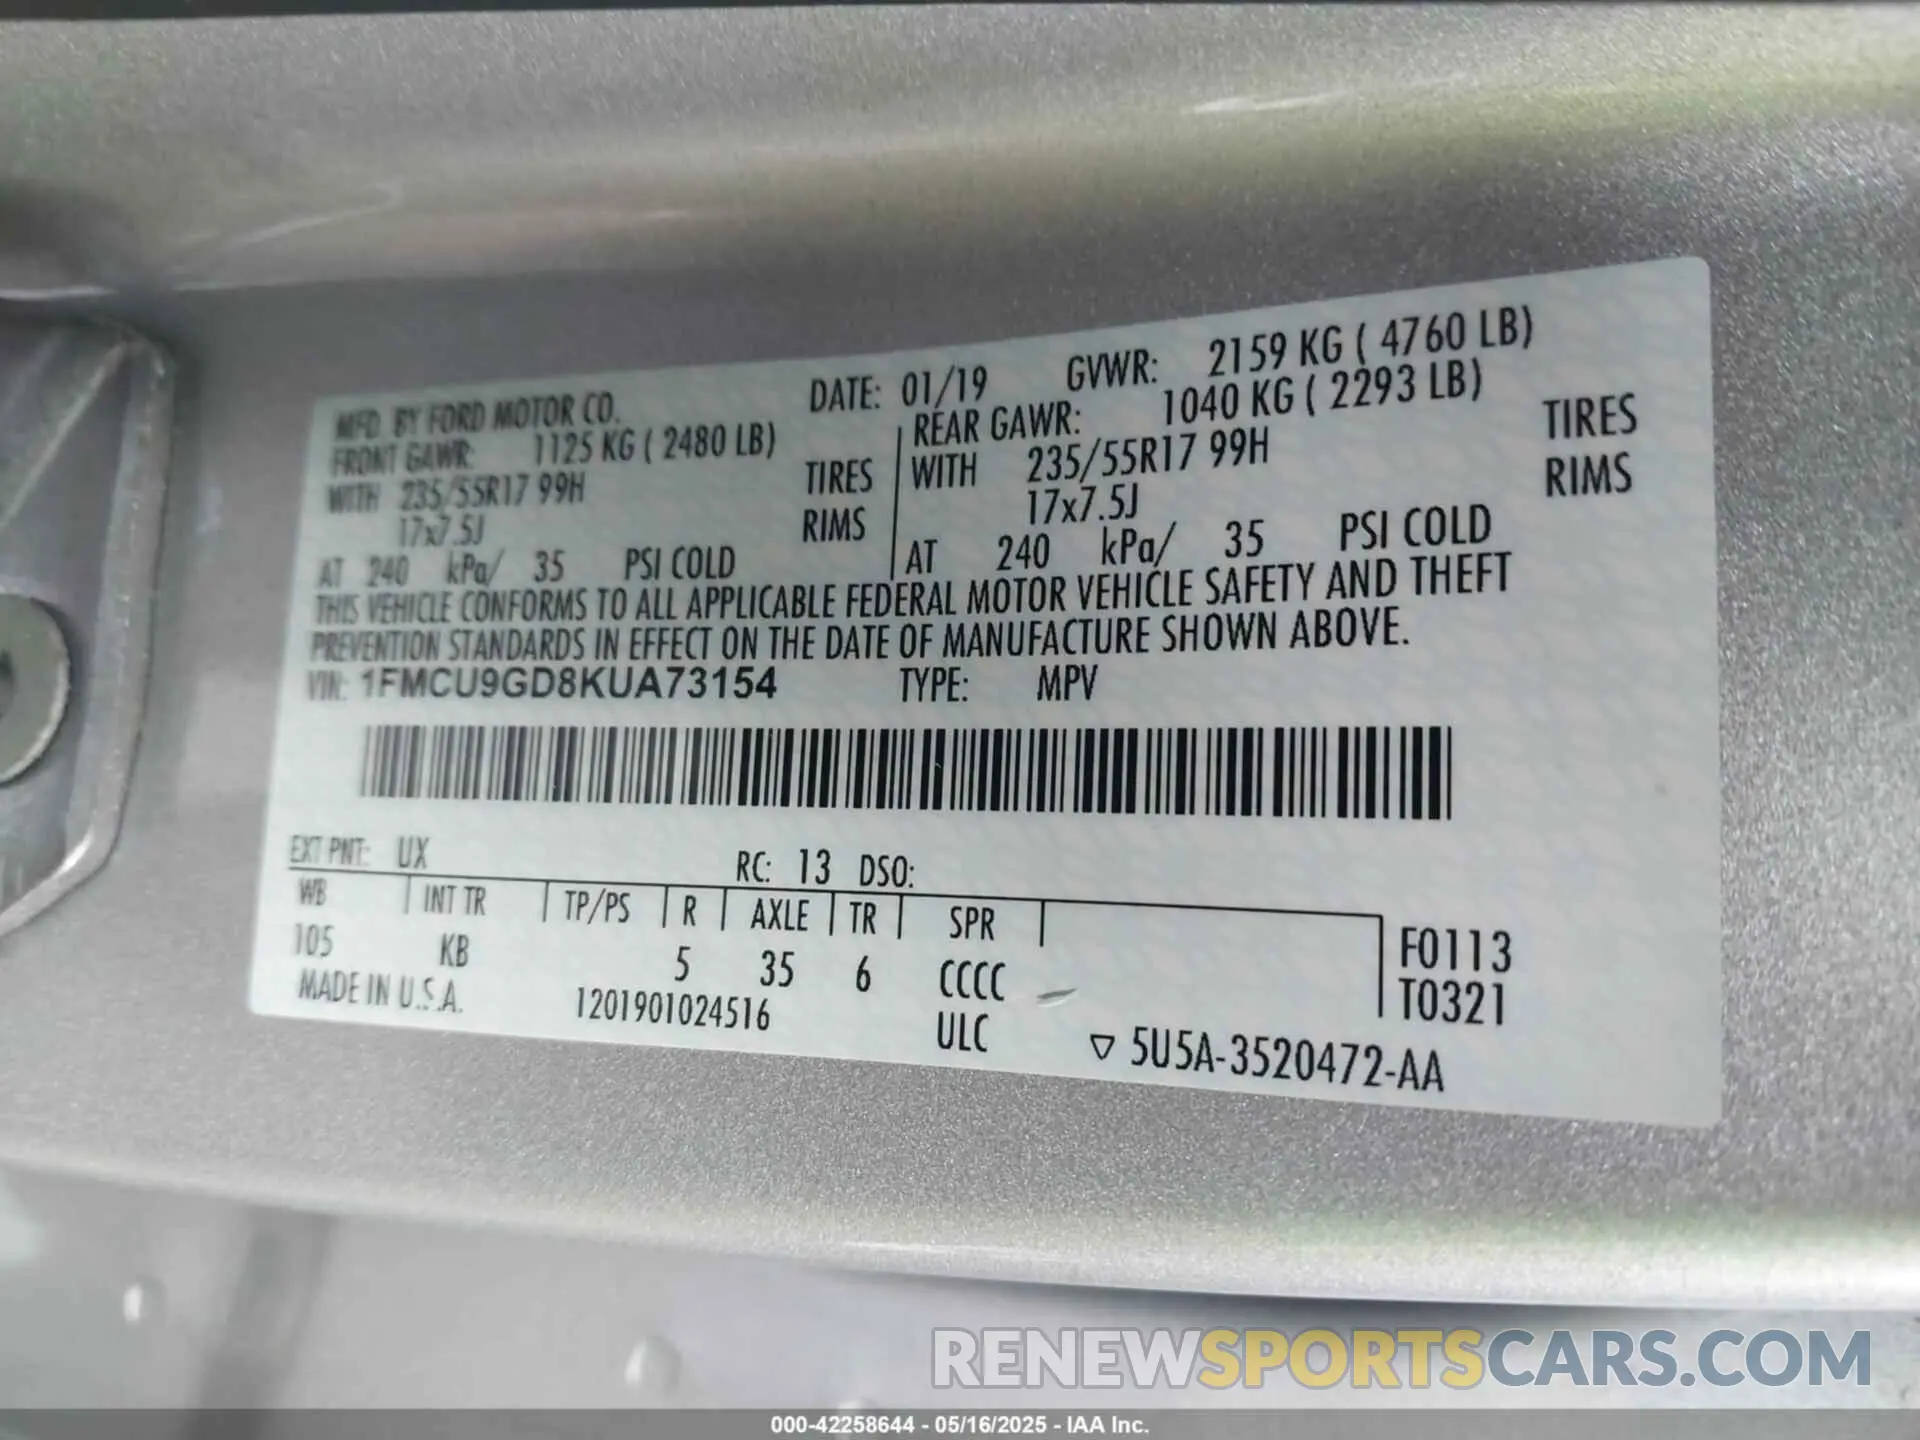 MFD. BY FORD MOTOR CO. DATE: 01/19 GVWR: 2159 KG ( 4760 LB)
FRONT GAWR: 1125 KG ( 2480 LB) REAR GAWR: 1040 KG ( 2293 LB)
WITH 235/55R17 99H TIRES WITH 235/55R17 99H TIRES
17x7.5J RIMS 17x7.5J RIMS
AT 240 kPa/ 35 PSI COLD AT 240 kPa/ 35 PSI COLD
THIS VEHICLE CONFORMS TO ALL APPLICABLE FEDERAL MOTOR VEHICLE SAFETY AND THEFT
PREVENTION STANDARDS IN EFFECT ON THE DATE OF MANUFACTURE SHOWN ABOVE.
VIN: 1FMCU9GD8KUA73154 TYPE: MPV
EXT PNT: UX RC: 13 DSO:
WB INT TR TP/PS R AXLE TR SPR
105 KB 5 35 6 CCCC F0113
MADE IN U.S.A. 1201901024516 ULC T0321
▽ 5U5A-3520472-AA
RENEWSPORTSCARS.COM
000-42258644 - 05/16/2025 - IAA Inc.